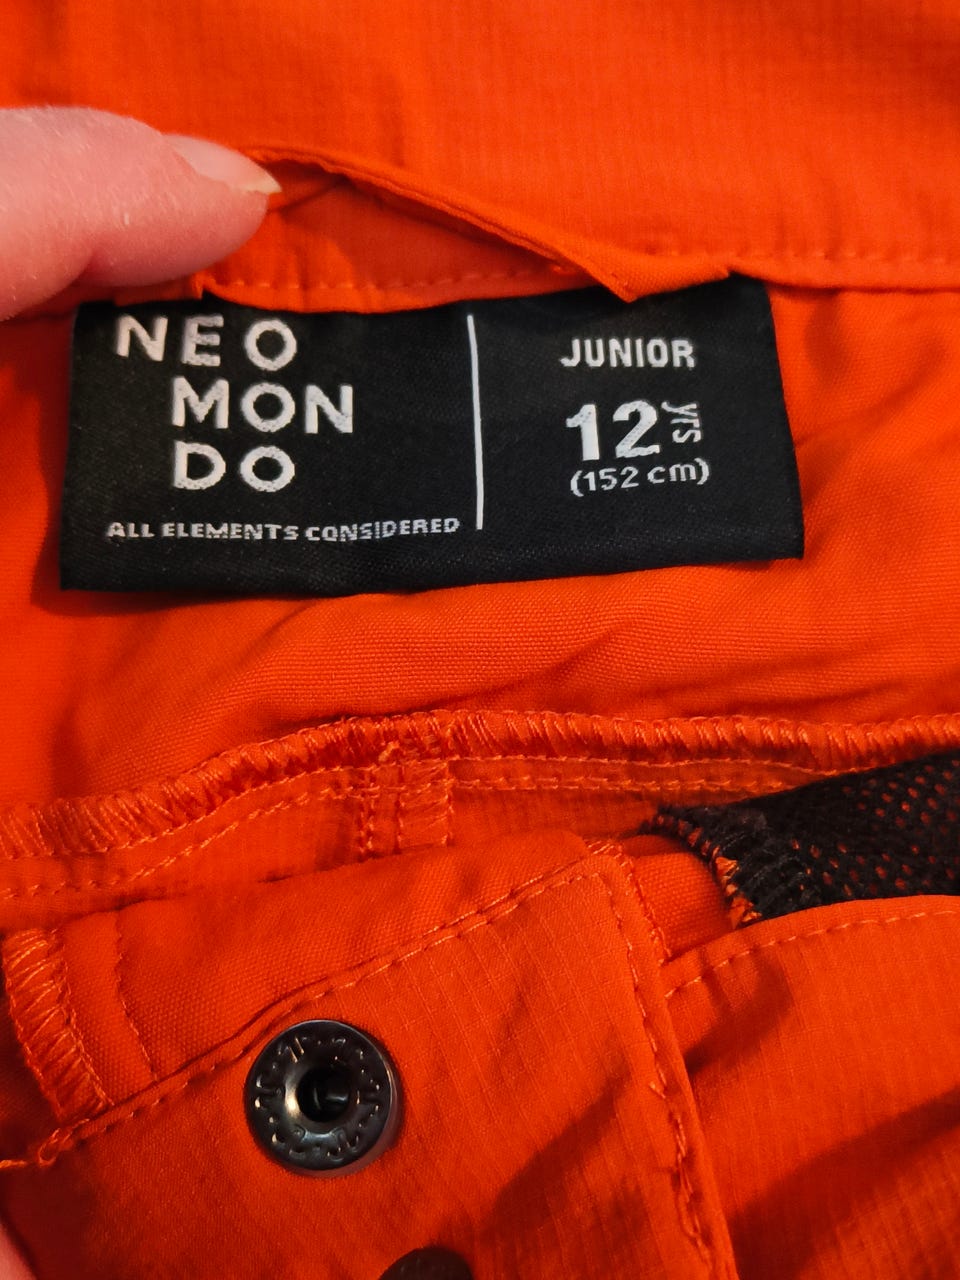 NEO
MON
DO
ALL ELEMENTS CONSIDERED
JUNIOR
12 yrs
(152 cm)